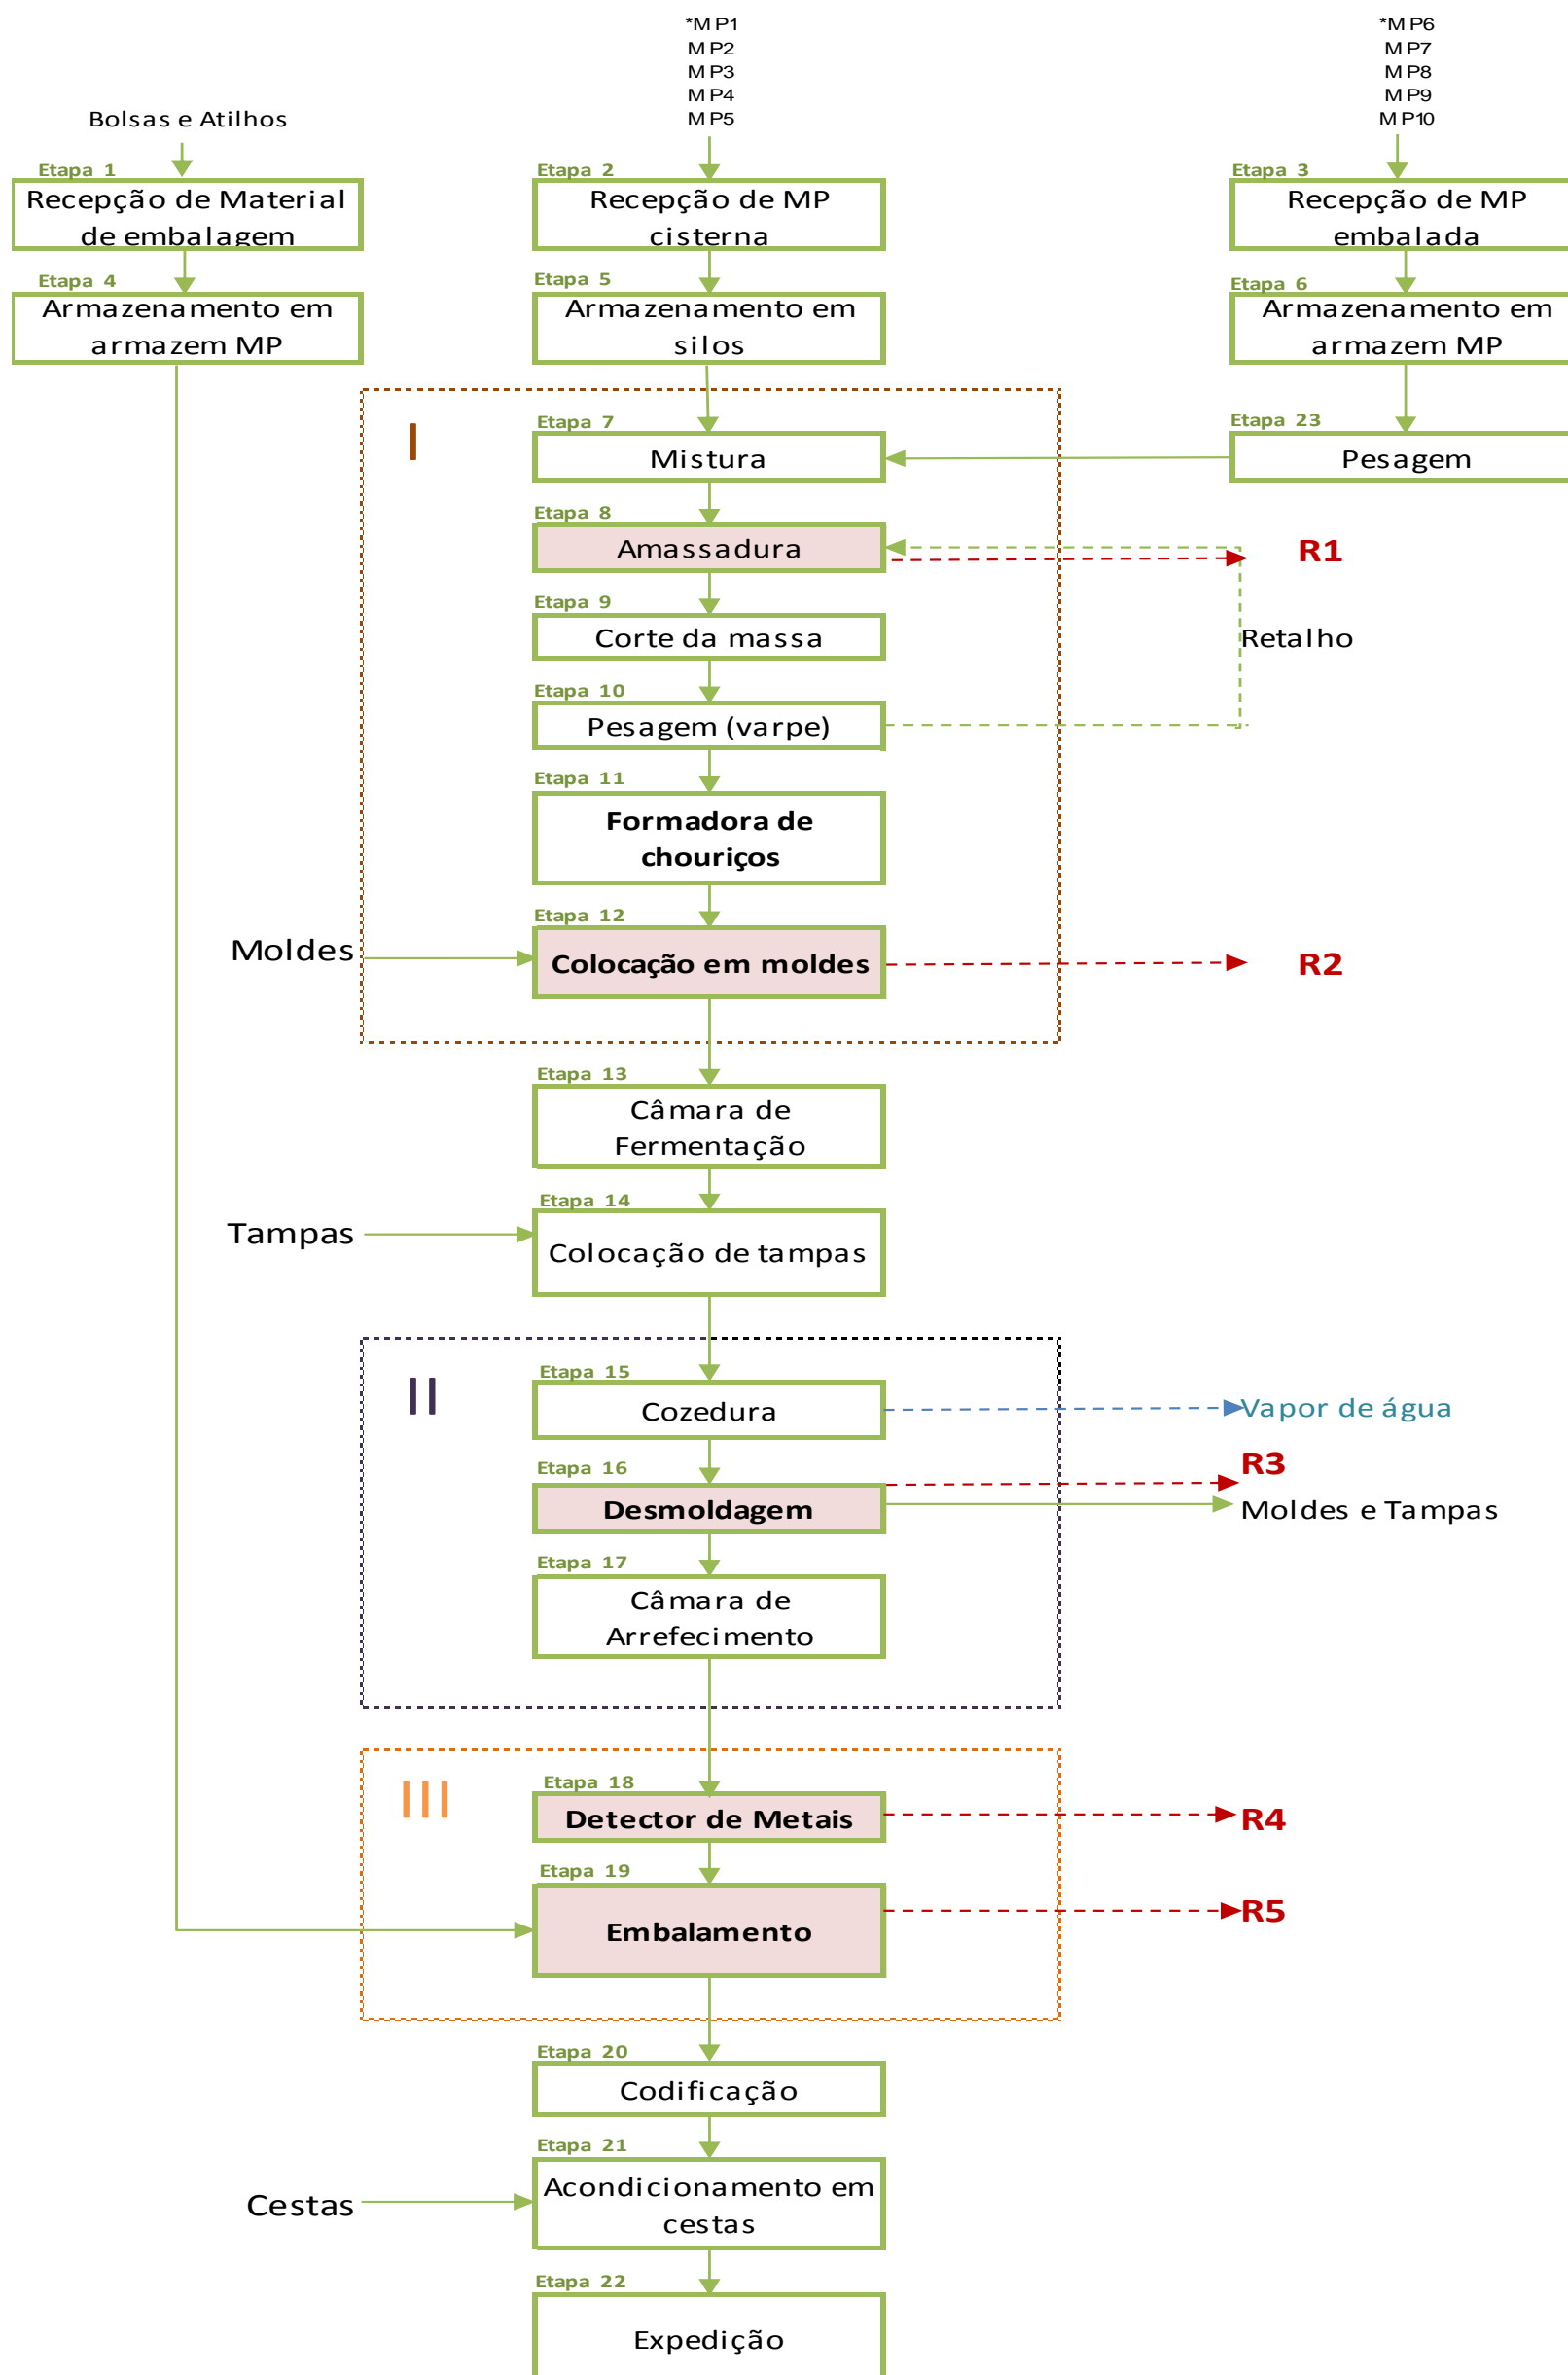 *MP1
MP2
MP3
MP4
MP5
*MP6
MP7
MP8
MP9
MP10
Bolsas e Atilhos
Etapa 1
Recepção de Material
de embalagem
Etapa 2
Recepção de MP
cisterna
Etapa 3
Recepção de MP
embalada
Etapa 4
Armazenamento em
armazem MP
Etapa 5
Armazenamento em
silos
Etapa 6
Armazenamento em
armazem MP
I
Etapa 7
Mistura
Etapa 23
Pesagem
Etapa 8
Amassadura
R1
Etapa 9
Corte da massa
Retalho
Etapa 10
Pesagem (varpe)
Etapa 11
Formadora de
chouriços
Etapa 12
Moldes
Colocação em moldes
R2
Etapa 13
Câmara de
Fermentação
Etapa 14
Tampas
Colocação de tampas
II
Etapa 15
Cozedura
Vapor de água
Etapa 16
R3
Desmoldagem
Moldes e Tampas
Etapa 17
Câmara de
Arrefecimento
III
Etapa 18
Detector de Metais
R4
Etapa 19
Embalamento
R5
Etapa 20
Codificação
Etapa 21
Cestas
Acondicionamento em
cestas
Etapa 22
Expedição